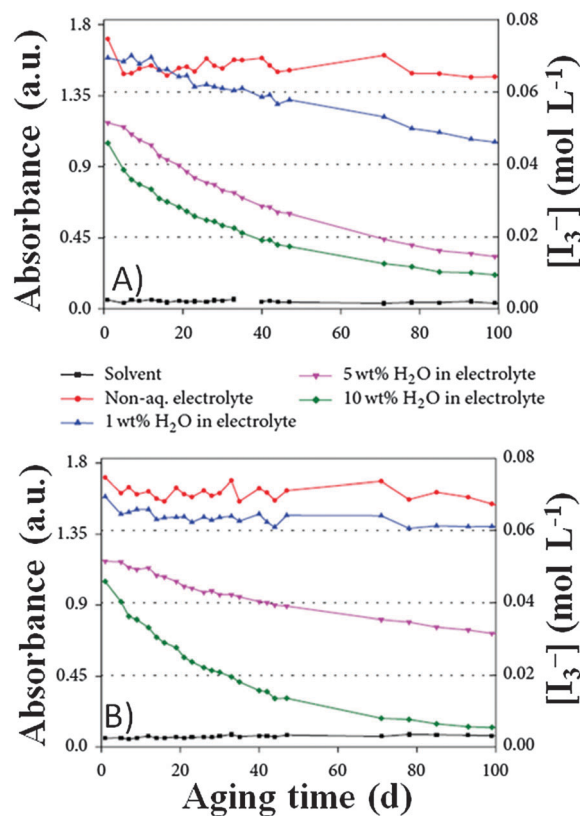 1.8
1.35
0.9
0.45
0.0
Absorbance (a.u.)
A)
0.08
0.06
0.04
0.02
0.00
[I₃⁻] (mol L⁻¹)
0 20 40 60 80 100
Solvent
Non-aq. electrolyte
1 wt% H₂O in electrolyte
5 wt% H₂O in electrolyte
10 wt% H₂O in electrolyte
1.8
1.35
0.9
0.45
0.0
Absorbance (a.u.)
B)
0.08
0.06
0.04
0.02
0.00
[I₃⁻] (mol L⁻¹)
0 20 40 60 80 100
Aging time (d)